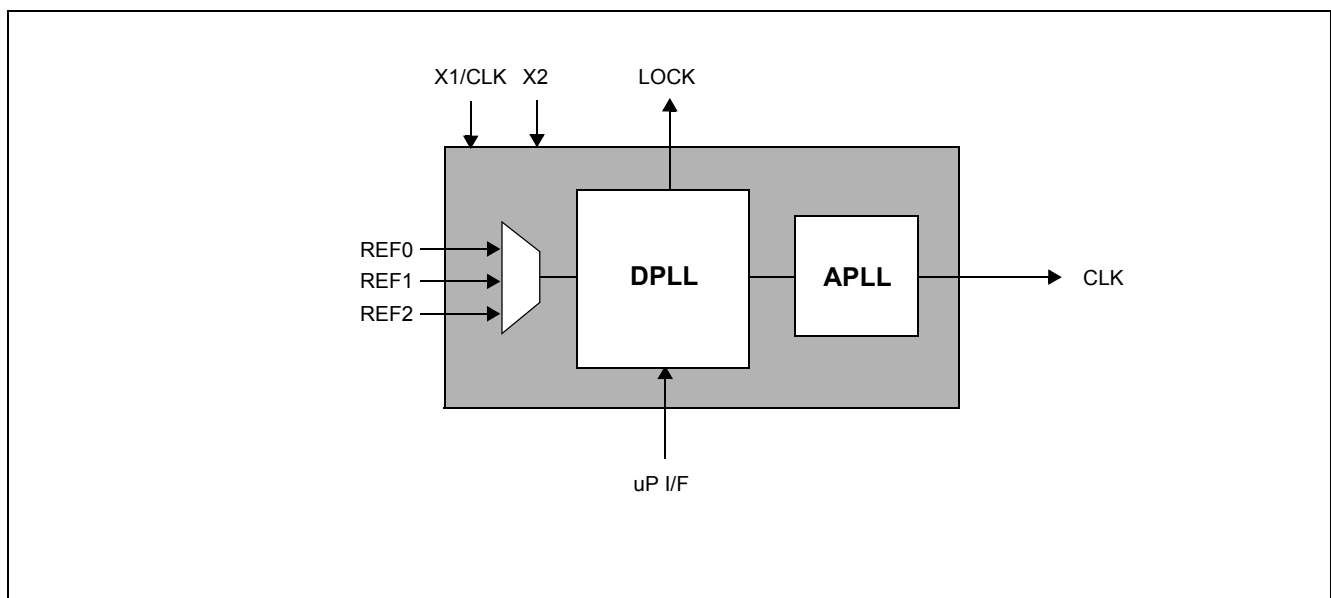 X1/CLK X2 LOCK
REF0
REF1
REF2
DPLL
APLL
CLK
uP I/F